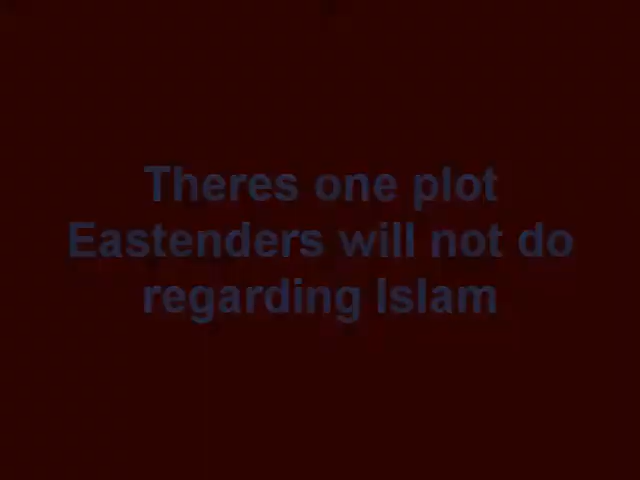 Theres one plot
Eastenders will not do
regarding Islam